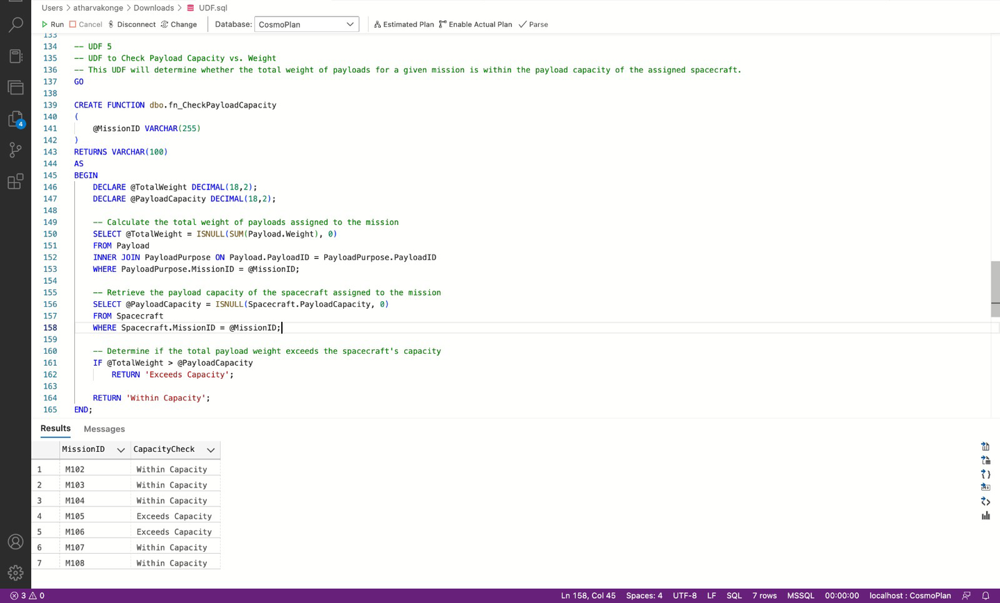 Users > atharvakonge > Downloads > UDF.sql
Run Cancel Disconnect Change Database: CosmoPlan Estimated Plan Enable Actual Plan Parse
133
134 -- UDF 5
135 -- UDF to Check Payload Capacity vs. Weight
136 -- This UDF will determine whether the total weight of payloads for a given mission is within the payload capacity of the assigned spacecraft.
137 GO
138
139 CREATE FUNCTION dbo.fn_CheckPayloadCapacity
140 (
141 @MissionID VARCHAR(255)
142 )
143 RETURNS VARCHAR(100)
144 AS
145 BEGIN
146 DECLARE @TotalWeight DECIMAL(18,2);
147 DECLARE @PayloadCapacity DECIMAL(18,2);
148
149 -- Calculate the total weight of payloads assigned to the mission
150 SELECT @TotalWeight = ISNULL(SUM(Payload.Weight), 0)
151 FROM Payload
152 INNER JOIN PayloadPurpose ON Payload.PayloadID = PayloadPurpose.PayloadID
153 WHERE PayloadPurpose.MissionID = @MissionID;
154
155 -- Retrieve the payload capacity of the spacecraft assigned to the mission
156 SELECT @PayloadCapacity = ISNULL(Spacecraft.PayloadCapacity, 0)
157 FROM Spacecraft
158 WHERE Spacecraft.MissionID = @MissionID;
159
160 -- Determine if the total payload weight exceeds the spacecraft's capacity
161 IF @TotalWeight > @PayloadCapacity
162 RETURN 'Exceeds Capacity';
163
164 RETURN 'Within Capacity';
165 END;
4
Results Messages
MissionID CapacityCheck
1 M102 Within Capacity
2 M103 Within Capacity
3 M104 Within Capacity
4 M105 Exceeds Capacity
5 M106 Exceeds Capacity
6 M107 Within Capacity
7 M108 Within Capacity
3 0 Ln 158, Col 45 Spaces: 4 UTF-8 LF SQL 7 rows MSSQL 00:00:00 localhost : CosmoPlan